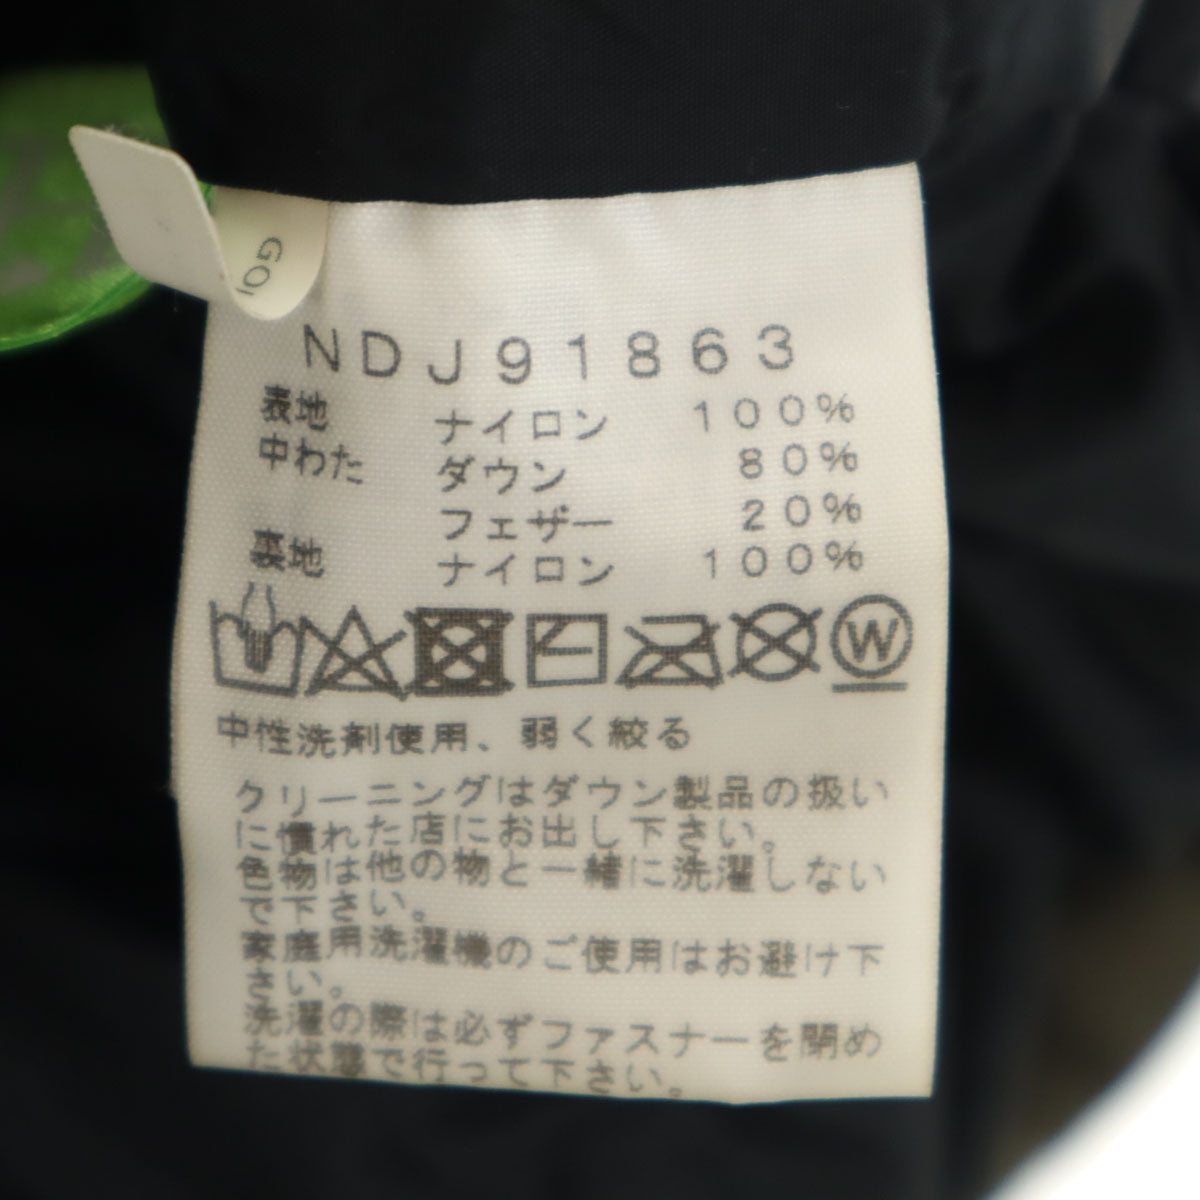 GO
NDJ91863
表地 ナイロン 100%
中わた ダウン 80%
フェザー 20%
裏地 ナイロン 100%
W
中性洗剤使用、弱く絞る
クリーニングはダウン製品の扱い
に慣れた店にお出し下さい。
色物は他の物と一緒に洗濯しない
で下さい。
家庭用洗濯機のご使用はお避け下
さい。
洗濯の際は必ずファスナーを閉め
た状態で行って下さい。